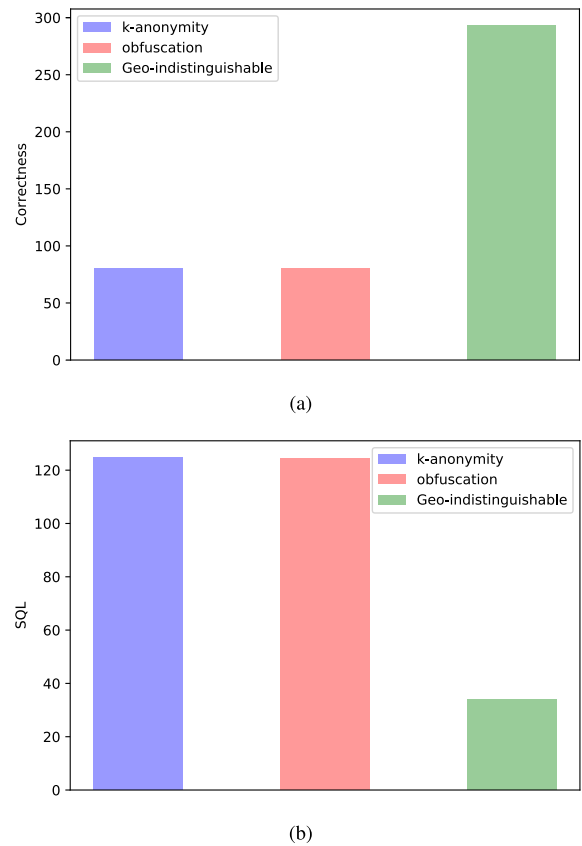 300
250
200
150
100
50
0
Correctness
k-anonymity
obfuscation
Geo-indistinguishable
(a)
120
100
80
60
40
20
0
SQL
k-anonymity
obfuscation
Geo-indistinguishable
(b)